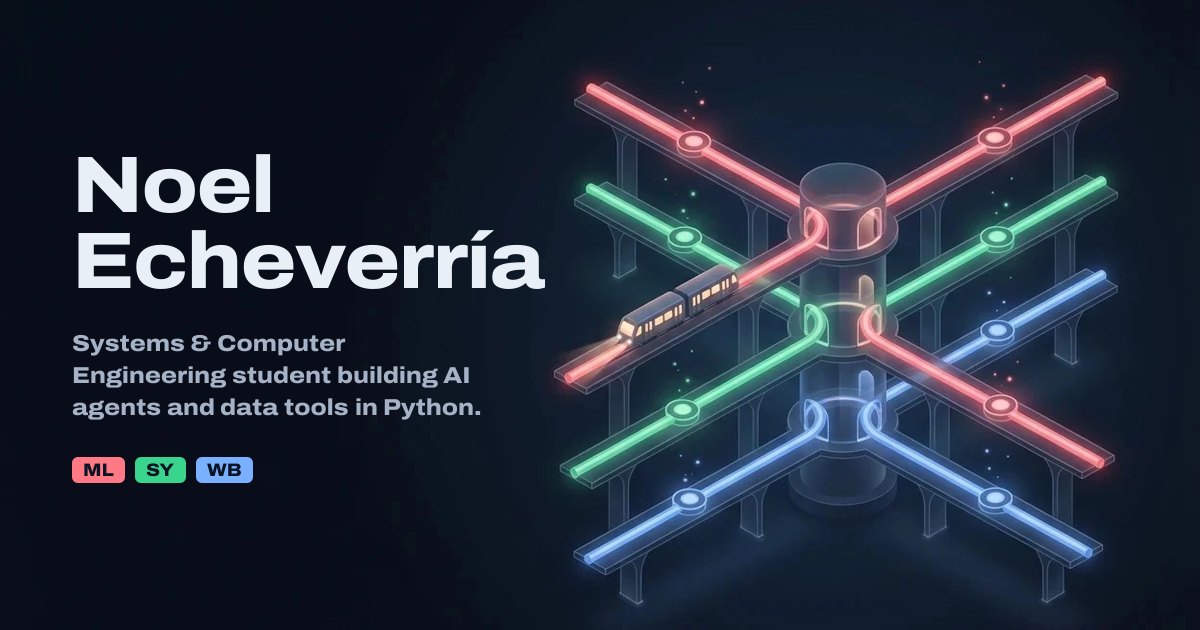 Noel
Echeverría
Systems & Computer
Engineering student building AI
agents and data tools in Python.
ML SY WB